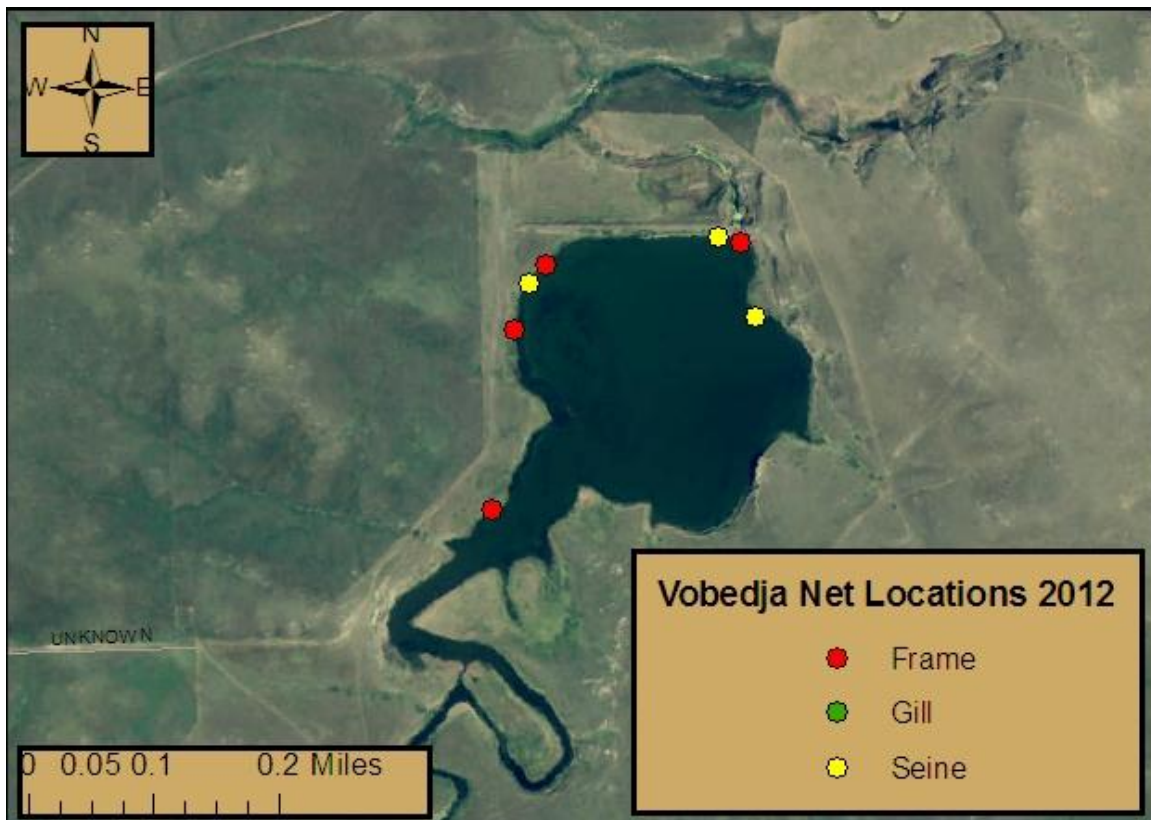 N
W E
S
UNKNOWN
Vobedja Net Locations 2012
Frame
Gill
Seine
0 0.05 0.1 0.2 Miles